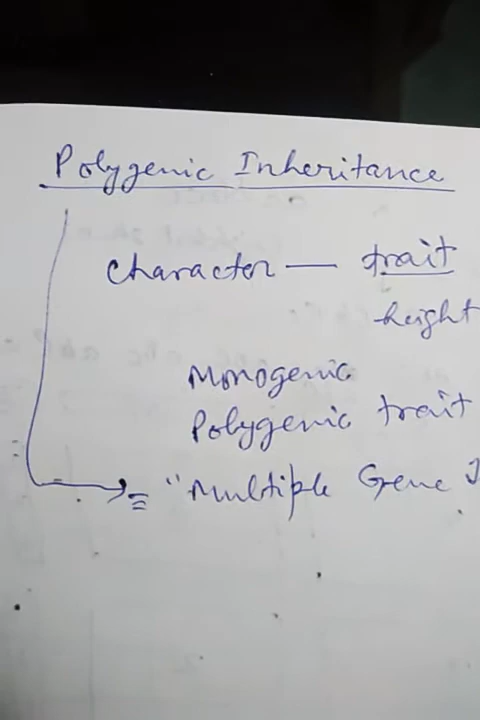 Polygenic Inheritance
character — trait
height
Monogenic
Polygenic trait
= "Multiple Gene